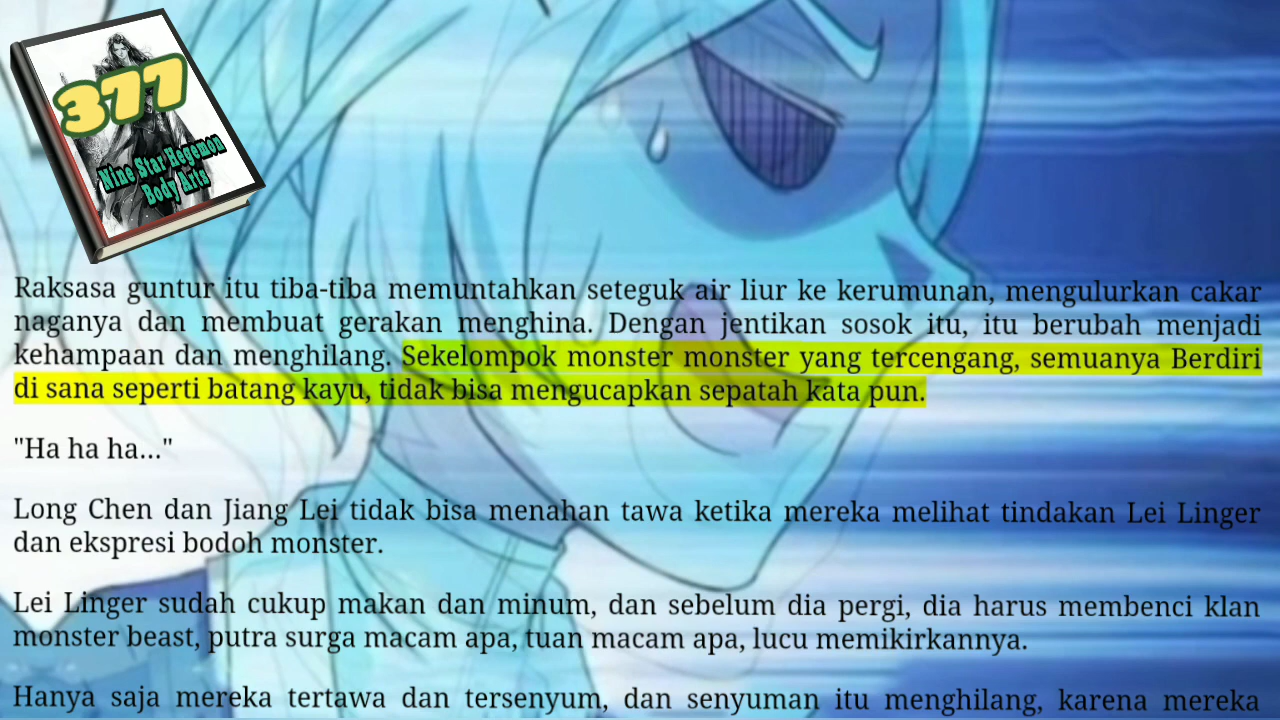 377
Nine Star Hegemon
Body Arts
Raksasa guntur itu tiba-tiba memuntahkan seteguk air liur ke kerumunan, mengulurkan cakar
naganya dan membuat gerakan menghina. Dengan jentikan sosok itu, itu berubah menjadi
kehampaan dan menghilang. Sekelompok monster monster yang tercengang, semuanya Berdiri
di sana seperti batang kayu, tidak bisa mengucapkan sepatah kata pun.
"Ha ha ha..."
Long Chen dan Jiang Lei tidak bisa menahan tawa ketika mereka melihat tindakan Lei Linger
dan ekspresi bodoh monster.
Lei Linger sudah cukup makan dan minum, dan sebelum dia pergi, dia harus membenci klan
monster beast, putra surga macam apa, tuan macam apa, lucu memikirkannya.
Hanya saja mereka tertawa dan tersenyum, dan senyuman itu menghilang, karena mereka